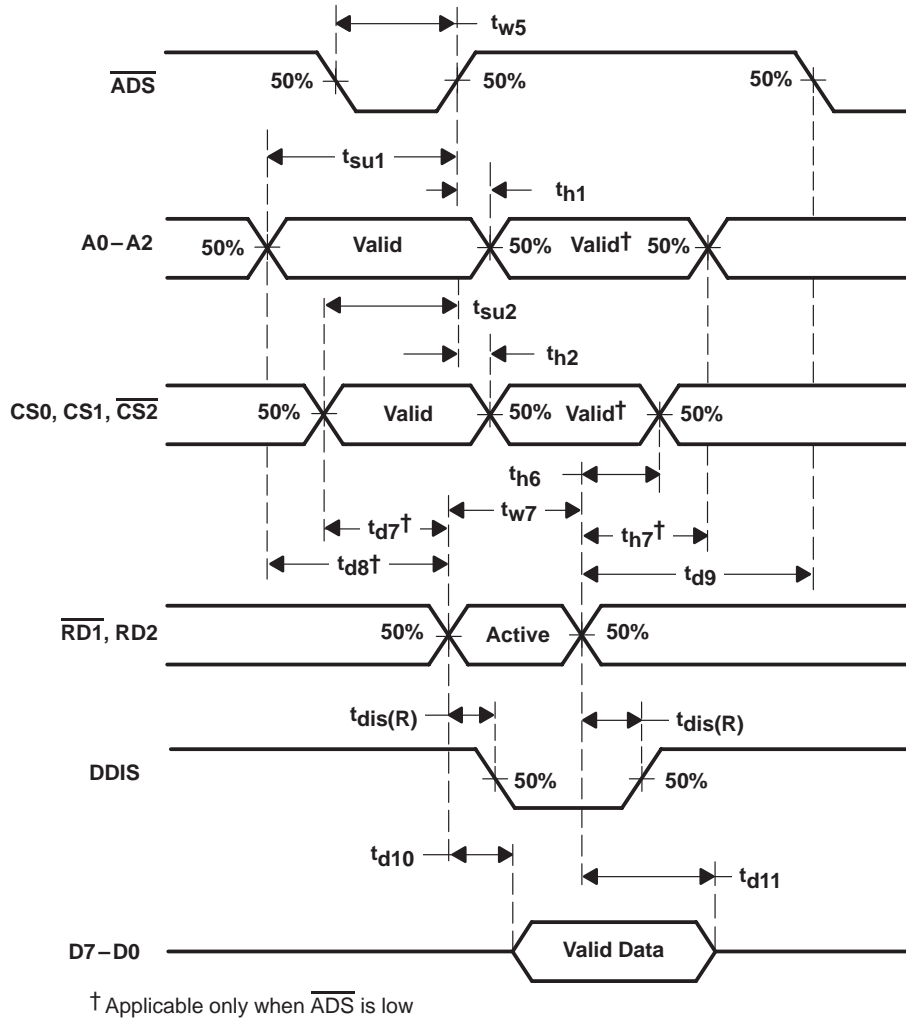 tw5
ADS
50%
50%
50%
tsu1
th1
A0–A2
50%
Valid
50%
Valid†
50%
tsu2
th2
CS0, CS1, CS2
50%
Valid
50%
Valid†
50%
th6
tw7
td7†
th7†
td8†
td9
RD1, RD2
50%
Active
50%
tdis(R)
tdis(R)
DDIS
50%
50%
td10
td11
D7–D0
Valid Data
† Applicable only when ADS is low